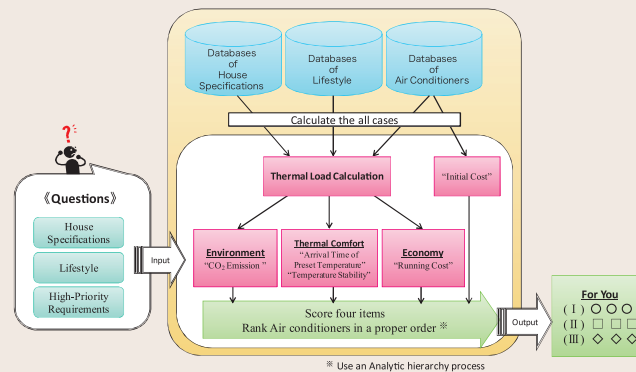 Databases
of
House
Specifications
Databases
of
Lifestyle
Databases
of
Air Conditioners
Calculate the all cases
?
《Questions》
House
Specifications
Lifestyle
High-Priority
Requirements
Input
Thermal Load Calculation
“Initial Cost”
Environment
“CO₂ Emission ”
Thermal Comfort
“Arrival Time of
Preset Temperature”
“Temperature Stability”
Economy
“Running Cost”
Score four items
Rank Air conditioners in a proper order ※
Output
For You
( I ) ○ ○ ○
( II ) □ □ □
( III ) ◇ ◇ ◇
※ Use an Analytic hierarchy process